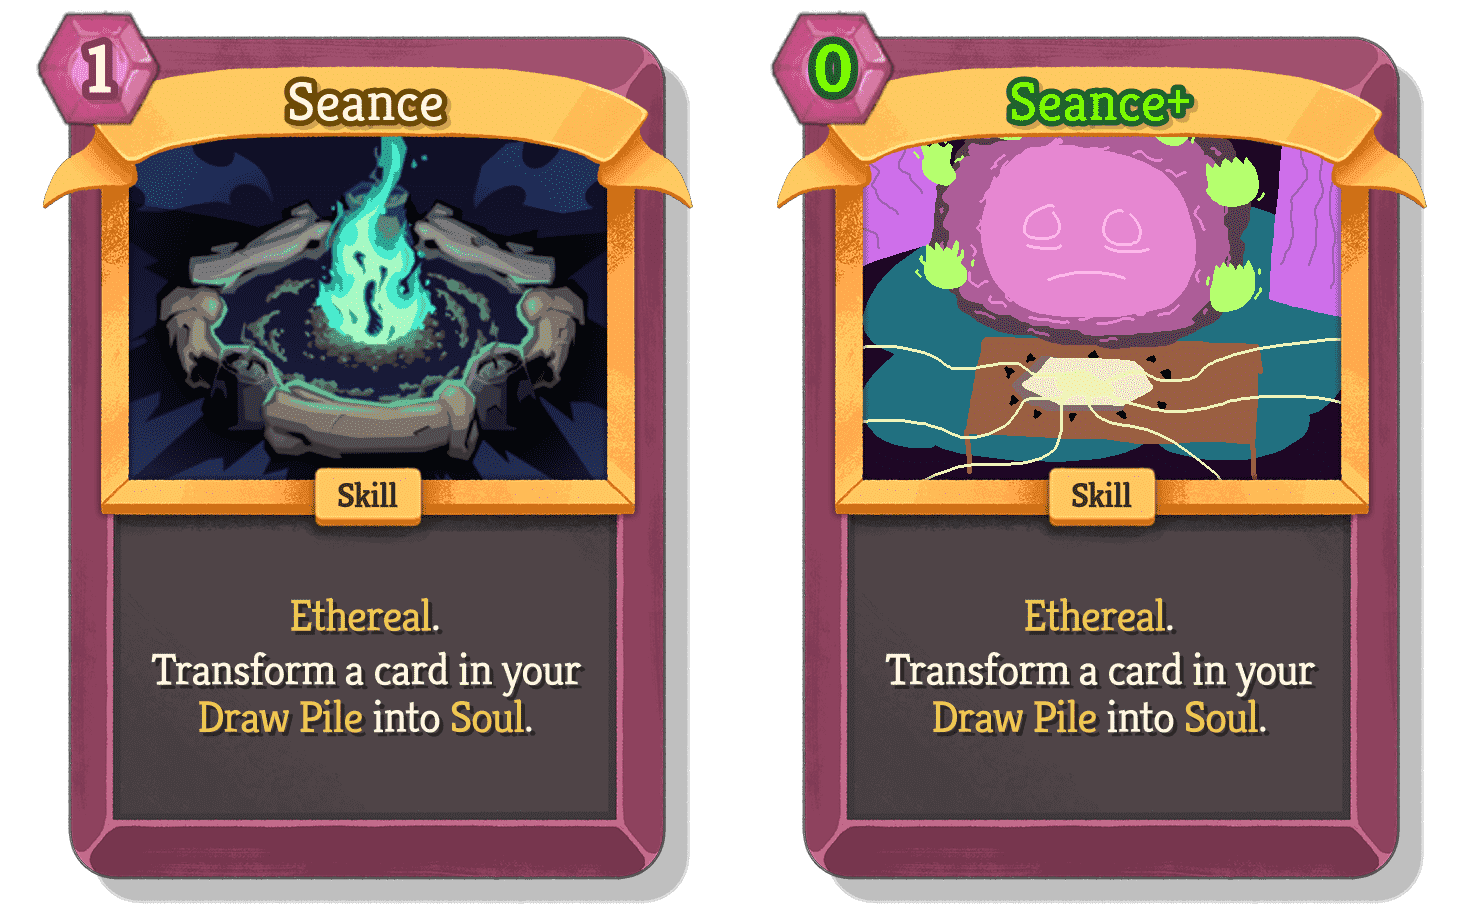 1
Seance
Skill
Ethereal.
Transform a card in your
Draw Pile into Soul.
0
Seance+
Skill
Ethereal.
Transform a card in your
Draw Pile into Soul.